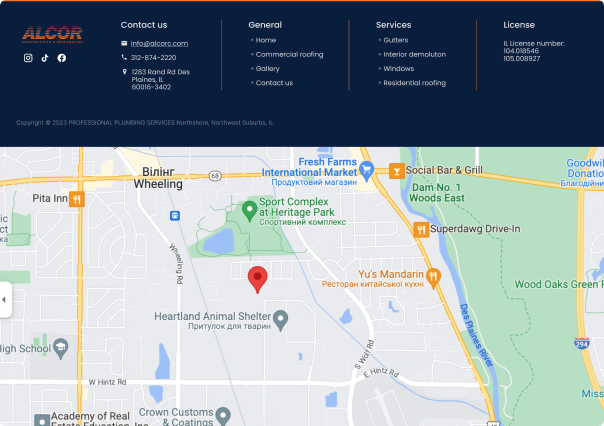 Contact us
General
Services
License
ALCOR
info@alcorc.com
312-874-2220
1283 Rand Rd Des
Plaines, IL
60016-3402
Home
Commercial roofing
Gallery
Contact us
Gutters
Interior demoluton
Windows
Residential roofing
IL License number:
104.018546
105.008927
Copyright © 2023 PROFESSIONAL PLUMBING SERVICES Northshore, Northwest Suburbs, IL
Вілінг
Wheeling
68
Fresh Farms
International Market
Продуктовий магазин
Social Bar & Grill
Goodwil
Donatio
Благодійни
Pita Inn
Dam No. 1
Woods East
Sport Complex
at Heritage Park
Спортивний комплекс
Superdawg Drive-In
Wheeling Rd
Yu's Mandarin
Ресторан китайської кухні
Wood Oaks Green P
Heartland Animal Shelter
Притулок для тварин
Des Plaines River
S Wolf Rd
294
High School
E Hintz Rd
W Hintz Rd
Miss
Academy of Real
Estate Education, Inc
Crown Customs
& Coatings